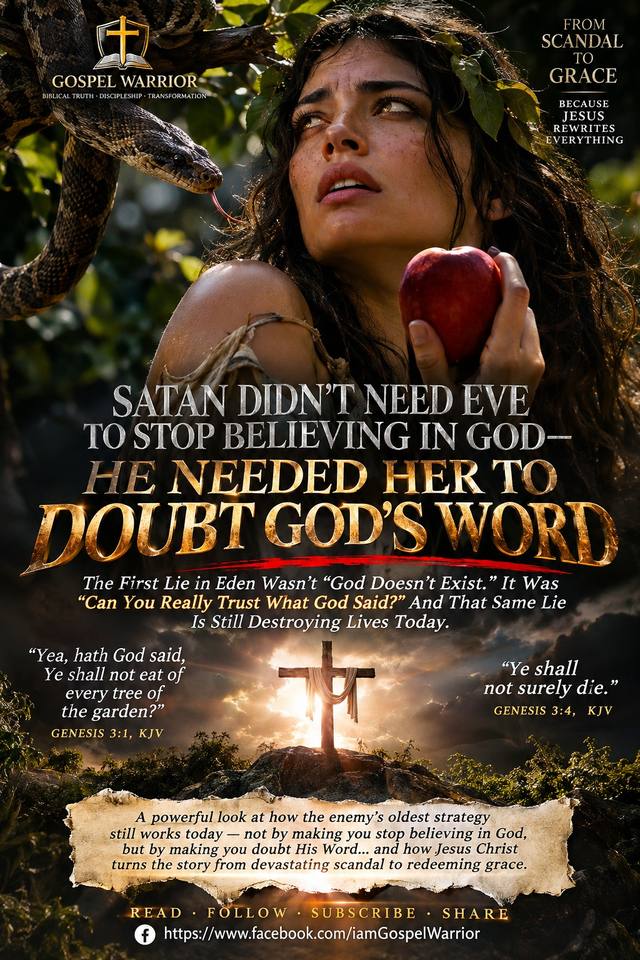 GOSPEL WARRIOR
BIBLICAL TRUTH · DISCIPLESHIP · TRANSFORMATION
FROM
SCANDAL
TO
GRACE
BECAUSE
JESUS
REWRITES
EVERYTHING
SATAN DIDN'T NEED EVE
TO STOP BELIEVING IN GOD—
HE NEEDED HER TO
DOUBT GOD'S WORD
The First Lie in Eden Wasn't “God Doesn't Exist.” It Was
“Can You Really Trust What God Said?” And That Same Lie
Is Still Destroying Lives Today.
“Yea, hath God said,
Ye shall not eat of
every tree of
the garden?”
GENESIS 3:1, KJV
“Ye shall
not surely die.”
GENESIS 3:4, KJV
A powerful look at how the enemy's oldest strategy
still works today — not by making you stop believing in God,
but by making you doubt His Word... and how Jesus Christ
turns the story from devastating scandal to redeeming grace.
READ · FOLLOW · SUBSCRIBE · SHARE
https://www.facebook.com/iamGospelWarrior